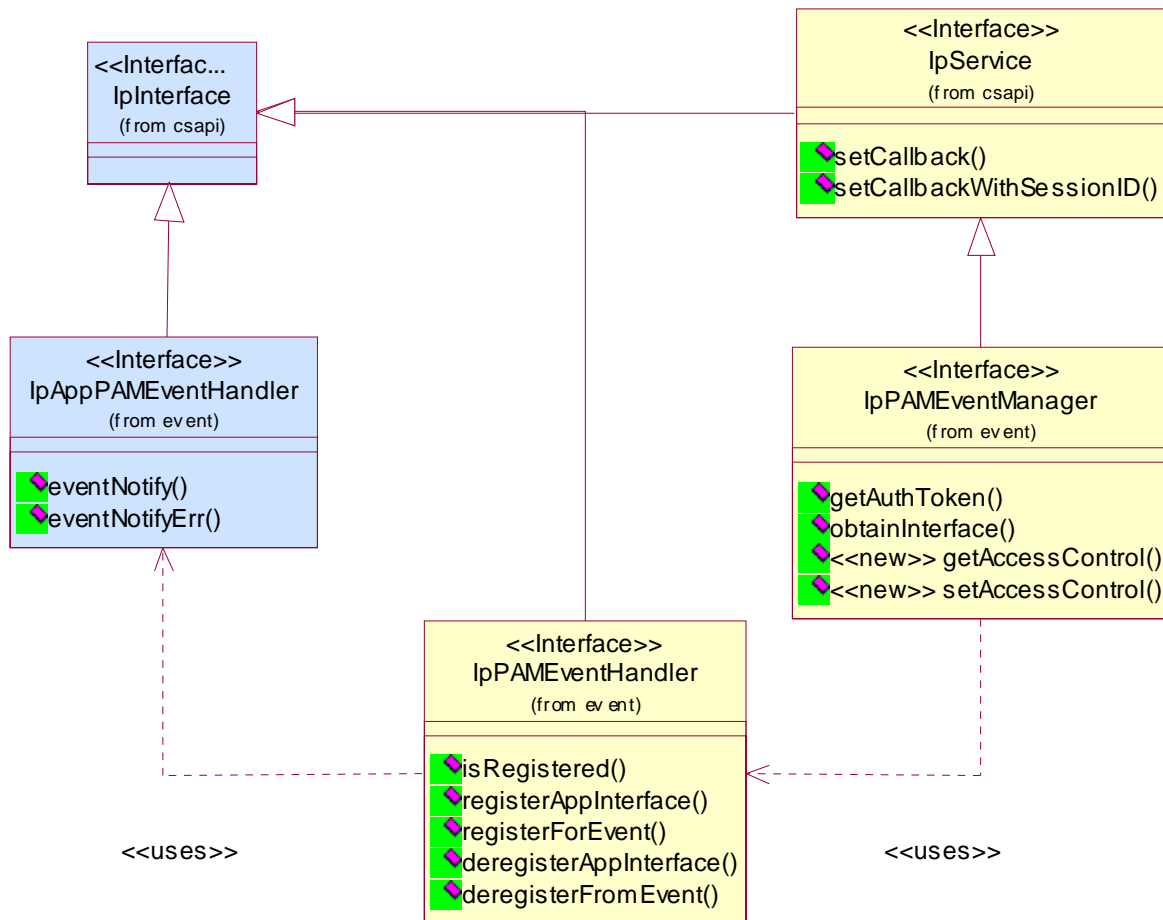 <<Interfac...
IpInterface
(from csapi)
<<Interface>>
IpService
(from csapi)
setCallback()
setCallbackWithSessionID()
<<Interface>>
IpAppPAMEventHandler
(from event)
eventNotify()
eventNotifyErr()
<<Interface>>
IpPAMEventManager
(from event)
getAuthToken()
obtainInterface()
<<new>> getAccessControl()
<<new>> setAccessControl()
<<Interface>>
IpPAMEventHandler
(from event)
isRegistered()
registerAppInterface()
registerForEvent()
deregisterAppInterface()
deregisterFromEvent()
<<uses>>
<<uses>>